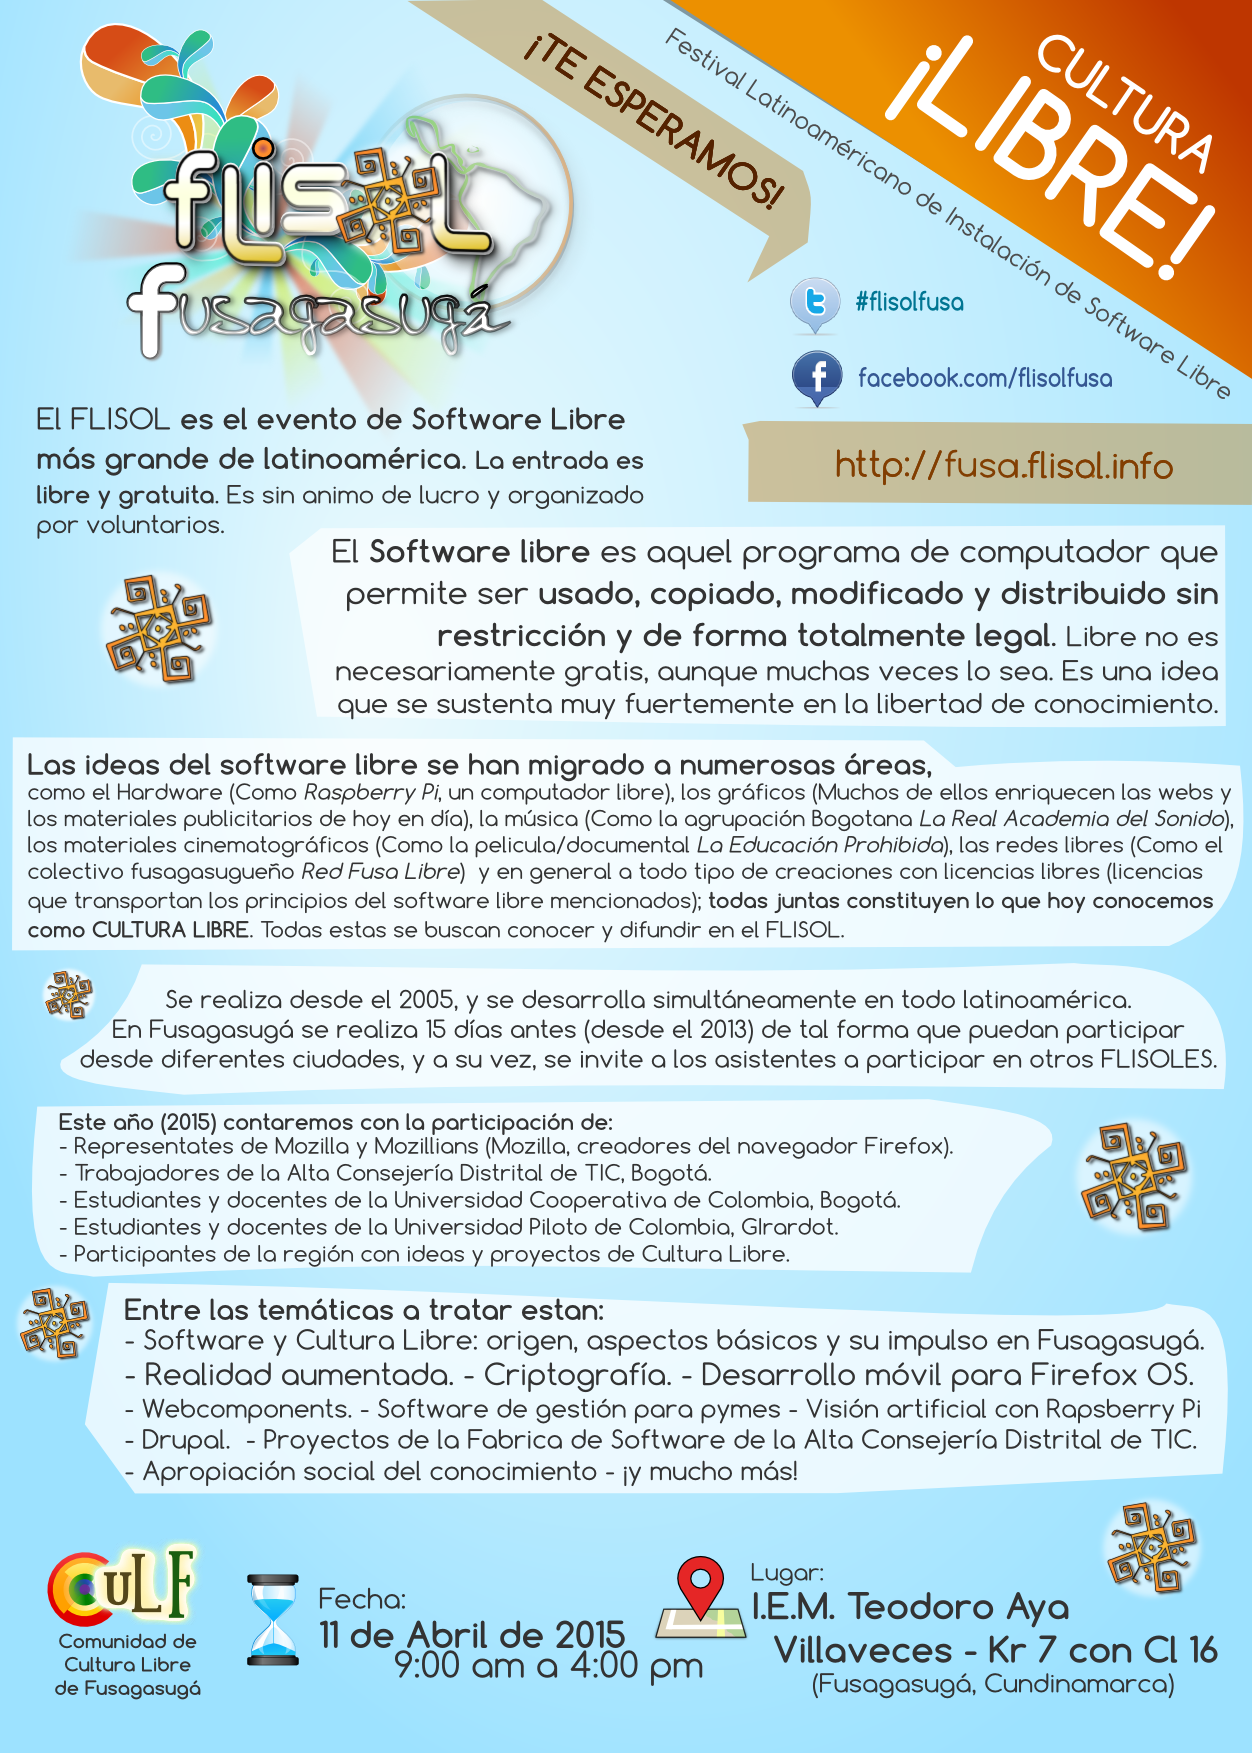 ¡TE ESPERAMOS!
CULTURA
¡LIBRE!
Festival Latinoaméricano de Instalación de Software Libre
flisol
fusagasugá
#flisolfusa
facebook.com/flisolfusa
http://fusa.flisal.info
El FLISOL es el evento de Software Libre
más grande de latinoamérica. La entrada es
libre y gratuita. Es sin animo de lucro y organizado
por voluntarios.
El Software libre es aquel programa de computador que
permite ser usado, copiado, modificado y distribuido sin
restricción y de forma totalmente legal. Libre no es
necesariamente gratis, aunque muchas veces lo sea. Es una idea
que se sustenta muy fuertemente en la libertad de conocimiento.
Las ideas del software libre se han migrado a numerosas áreas,
como el Hardware (Como Raspberry Pi, un computador libre), los gráficos (Muchos de ellos enriquecen las webs y
los materiales publicitarios de hoy en día), la música (Como la agrupación Bogotana La Real Academia del Sonido),
los materiales cinematográficos (Como la pelicula/documental La Educación Prohibida), las redes libres (Como el
colectivo fusagasugueño Red Fusa Libre) y en general a todo tipo de creaciones con licencias libres (licencias
que transportan los principios del software libre mencionados); todas juntas constituyen lo que hoy conocemos
como CULTURA LIBRE. Todas estas se buscan conocer y difundir en el FLISOL.
Se realiza desde el 2005, y se desarrolla simultáneamente en todo latinoamérica.
En Fusagasugá se realiza 15 días antes (desde el 2013) de tal forma que puedan participar
desde diferentes ciudades, y a su vez, se invite a los asistentes a participar en otros FLISOLES.
Este año (2015) contaremos con la participación de:
- Representates de Mozilla y Mozillians (Mozilla, creadores del navegador Firefox).
- Trabajadores de la Alta Consejería Distrital de TIC, Bogotá.
- Estudiantes y docentes de la Universidad Cooperativa de Colombia, Bogotá.
- Estudiantes y docentes de la Universidad Piloto de Colombia, GIrardot.
- Participantes de la región con ideas y proyectos de Cultura Libre.
Entre las temáticas a tratar estan:
- Software y Cultura Libre: origen, aspectos básicos y su impulso en Fusagasugá.
- Realidad aumentada. - Criptografía. - Desarrollo móvil para Firefox OS.
- Webcomponents. - Software de gestión para pymes - Visión artificial con Rapsberry Pi
- Drupal. - Proyectos de la Fabrica de Software de la Alta Consejería Distrital de TIC.
- Apropiación social del conocimiento - ¡y mucho más!
CULF
Comunidad de
Cultura Libre
de Fusagasugá
Fecha:
11 de Abril de 2015
9:00 am a 4:00 pm
Lugar:
I.E.M. Teodoro Aya
Villaveces - Kr 7 con Cl 16
(Fusagasugá, Cundinamarca)